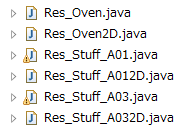 Res_Oven.java
Res_Oven2D.java
Res_Stuff_A01.java
Res_Stuff_A012D.java
Res_Stuff_A03.java
Res_Stuff_A032D.java